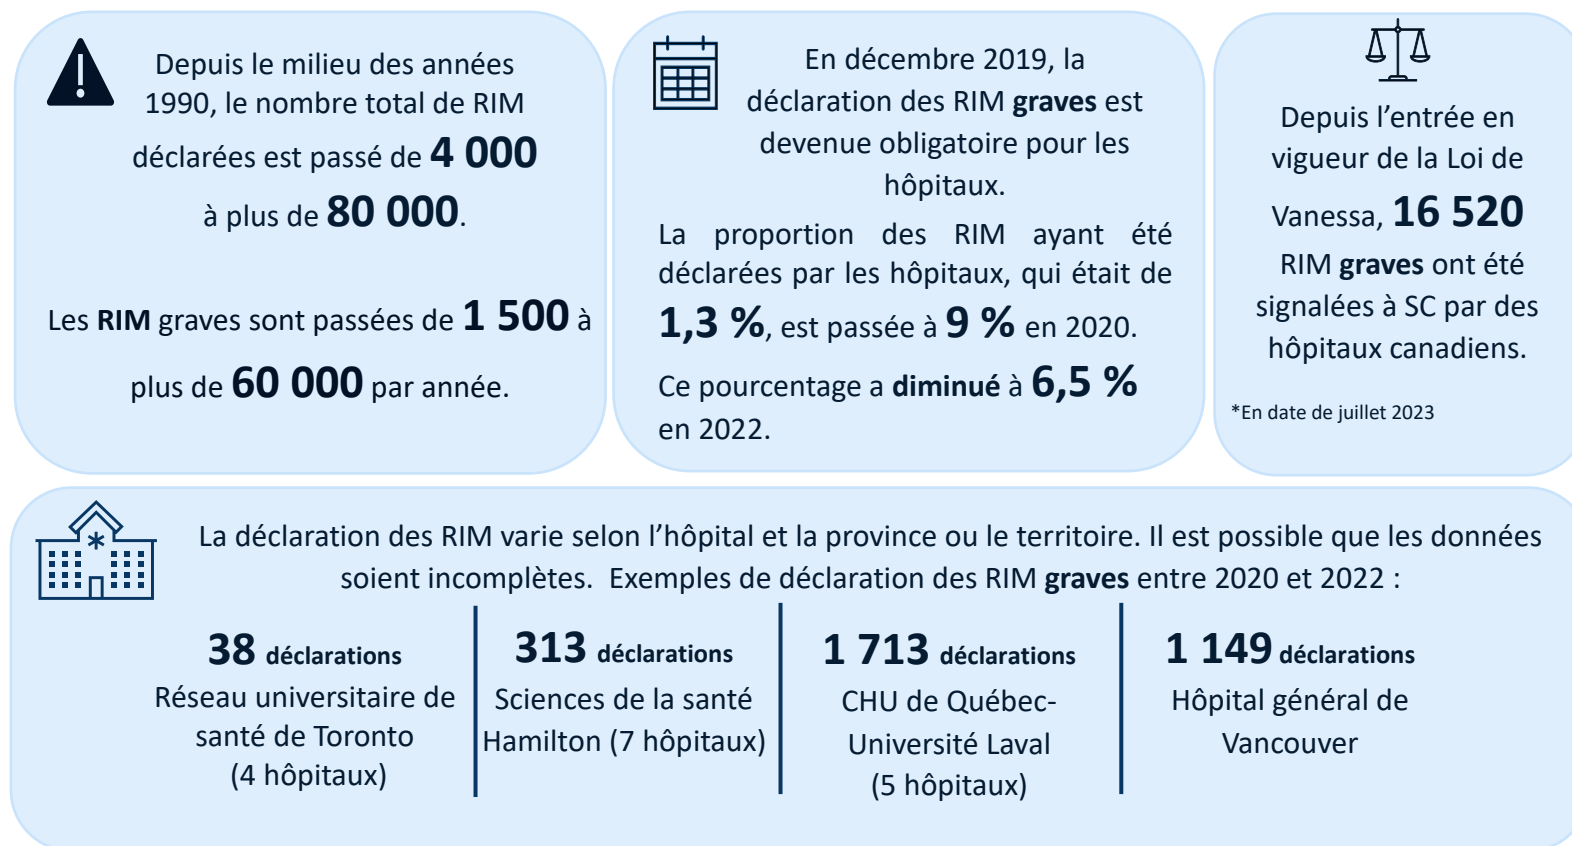 Depuis le milieu des années
1990, le nombre total de RIM
déclarées est passé de 4 000
à plus de 80 000.
Les RIM graves sont passées de 1 500 à
plus de 60 000 par année.
En décembre 2019, la
déclaration des RIM graves est
devenue obligatoire pour les
hôpitaux.
La proportion des RIM ayant été
déclarées par les hôpitaux, qui était de
1,3 %, est passée à 9 % en 2020.
Ce pourcentage a diminué à 6,5 %
en 2022.
Depuis l’entrée en
vigueur de la Loi de
Vanessa, 16 520
RIM graves ont été
signalées à SC par des
hôpitaux canadiens.
*En date de juillet 2023
La déclaration des RIM varie selon l’hôpital et la province ou le territoire. Il est possible que les données
soient incomplètes. Exemples de déclaration des RIM graves entre 2020 et 2022 :
38 déclarations
Réseau universitaire de
santé de Toronto
(4 hôpitaux)
313 déclarations
Sciences de la santé
Hamilton (7 hôpitaux)
1 713 déclarations
CHU de Québec-
Université Laval
(5 hôpitaux)
1 149 déclarations
Hôpital général de
Vancouver